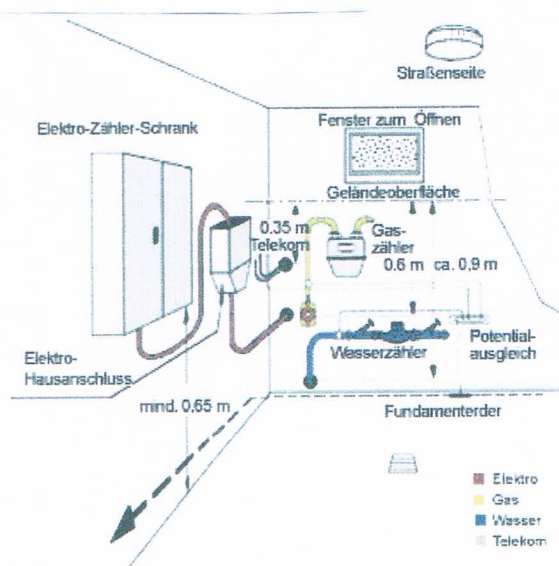 Straßenseite
Elektro-Zähler-Schrank
Fenster zum Öffnen
Geländeoberfläche
0.35 m
Telekom
Gas-
zähler
0.6 m
ca. 0,9 m
Elektro-
Hausanschluss
Wasserzähler
Potential-
ausgleich
mind. 0,65 m
Fundamenterder
Elektro
Gas
Wasser
Telekom